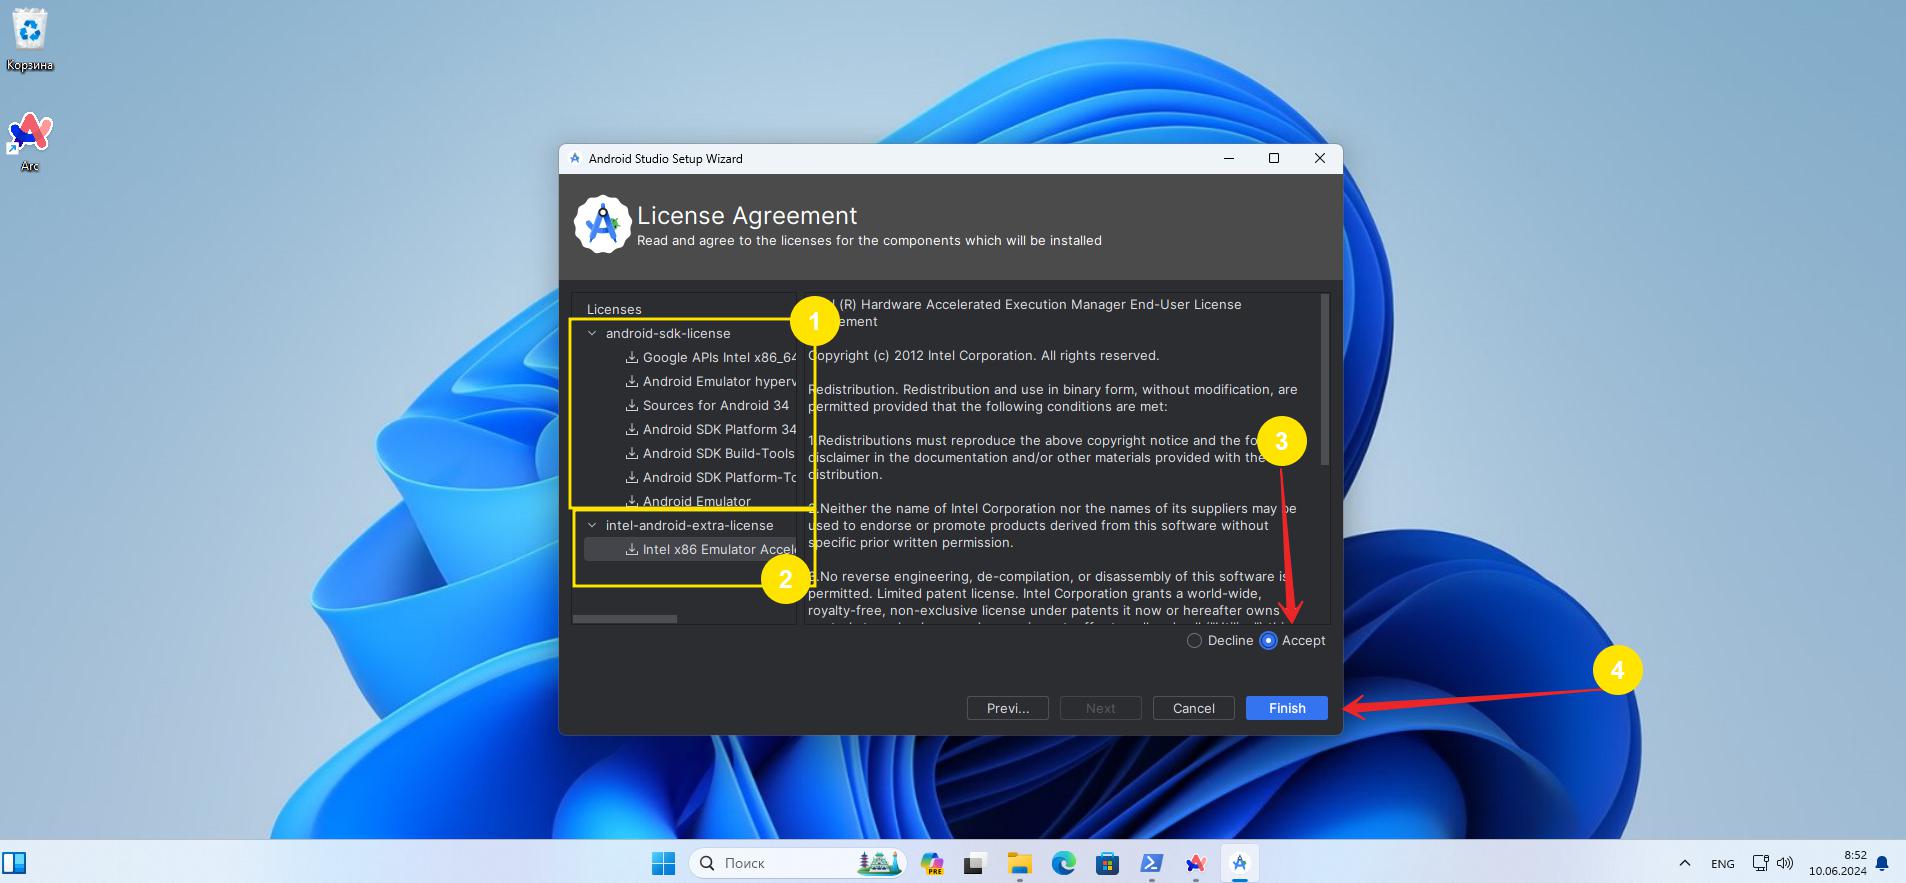 Корзина
Arc
Android Studio Setup Wizard
License Agreement
Read and agree to the licenses for the components which will be installed
Licenses
android-sdk-license
Google APIs Intel x86_64
Android Emulator hyperv
Sources for Android 34
Android SDK Platform 34
Android SDK Build-Tools
Android SDK Platform-To
Android Emulator
intel-android-extra-license
Intel x86 Emulator Accel
1
2
(R) Hardware Accelerated Execution Manager End-User License
Copyright (c) 2012 Intel Corporation. All rights reserved.
Redistribution. Redistribution and use in binary form, without modification, are
permitted provided that the following conditions are met:
1.Redistributions must reproduce the above copyright notice and the
disclaimer in the documentation and/or other materials provided with the
distribution.
2.Neither the name of Intel Corporation nor the names of its suppliers may be
used to endorse or promote products derived from this software without
specific prior written permission.
3.No reverse engineering, de-compilation, or disassembly of this software is
permitted. Limited patent license. Intel Corporation grants a world-wide,
royalty-free, non-exclusive license under patents it now or hereafter owns
3
Decline
Accept
4
Previ...
Next
Cancel
Finish
Поиск
PRE
ENG
8:52
10.06.2024